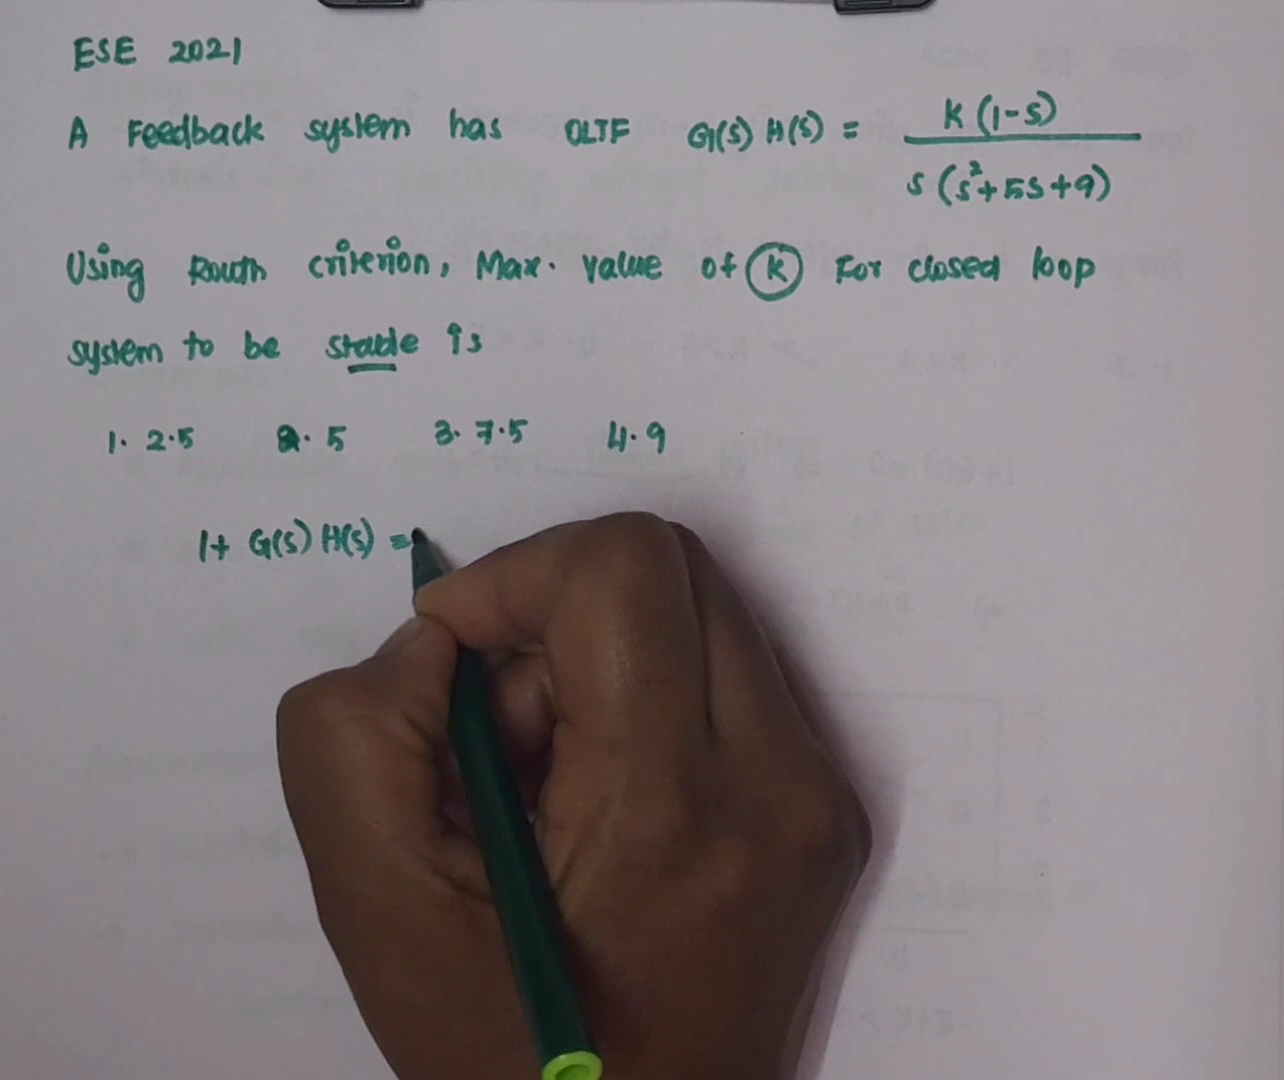 ESE 2021
A Feedback system has OLTF G(s) H(s) = K (1-s) / s (s²+5s+9)
Using Routh criterion, Max. value of K For closed loop
system to be stable is
1. 2.5 2. 5 3. 7.5 4. 9
1+ G(s) H(s) =